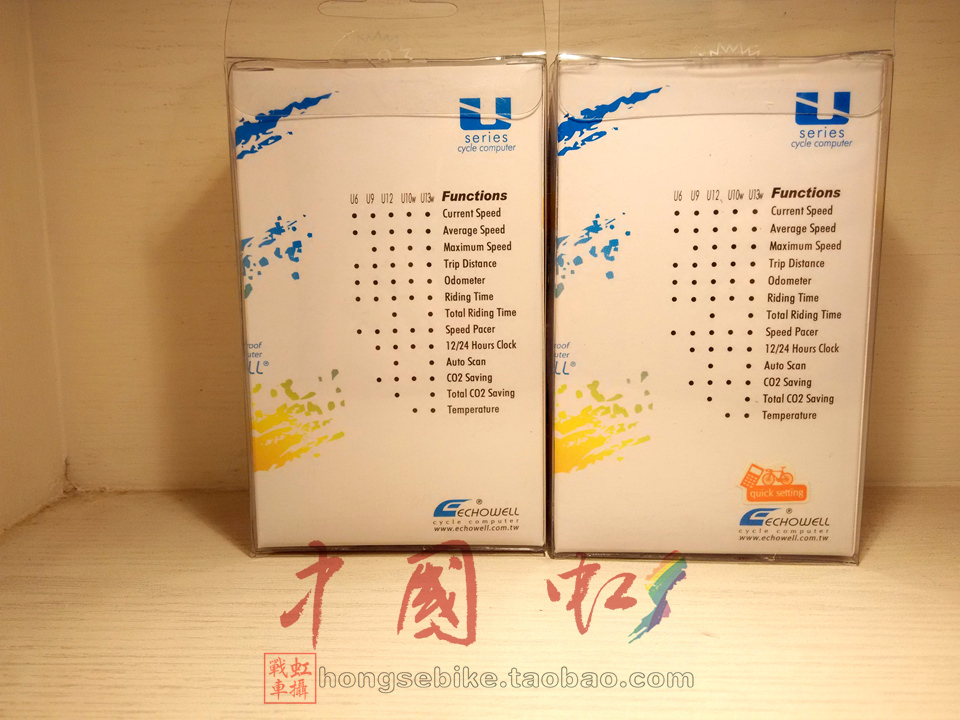 U
series
cycle computer
U6 U9 U12 U10w U13w Functions
• • • • • Current Speed
• • • • • Average Speed
• • • • Maximum Speed
• • • • • Trip Distance
• • • • • Odometer
• • • • • Riding Time
• • Total Riding Time
• • • • • Speed Pacer
• • • • 12/24 Hours Clock
• • Auto Scan
• • • • CO2 Saving
• • Total CO2 Saving
• • Temperature
LL®
ECHOWELL®
cycle computer
www.echowell.com.tw
U
series
cycle computer
U6 U9 U12 U10w U13w Functions
• • • • • Current Speed
• • • • • Average Speed
• • • • Maximum Speed
• • • • • Trip Distance
• • • • • Odometer
• • • • • Riding Time
• • Total Riding Time
• • • • • Speed Pacer
• • • • 12/24 Hours Clock
• • Auto Scan
• • • • CO2 Saving
• • Total CO2 Saving
• • Temperature
LL®
quick setting
ECHOWELL®
cycle computer
www.echowell.com.tw
中國 虹
虹攝
戰車
hongsebike.taobao.com